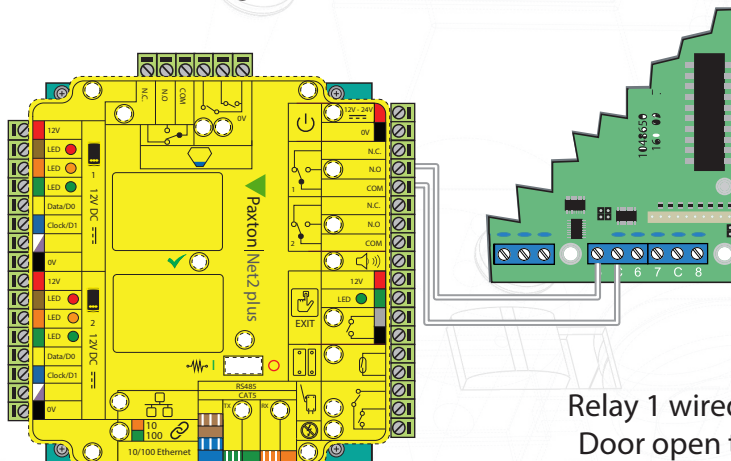 N.C.
N.O
COM
0V
12V
LED
LED
LED
Data/D0
Clock/D1
0V
1
12V DC
12V
LED
LED
LED
Data/D0
Clock/D1
0V
2
12V DC
Paxton Net2 plus
12V - 24V
0V
N.C.
N.O
COM
1
N.C.
N.O
COM
2
12V
LED
EXIT
RS485
CAT5
TX
RX
10
100
10/100 Ethernet
104865
16
C 6 7 C 8
Relay 1 wired
Door open t